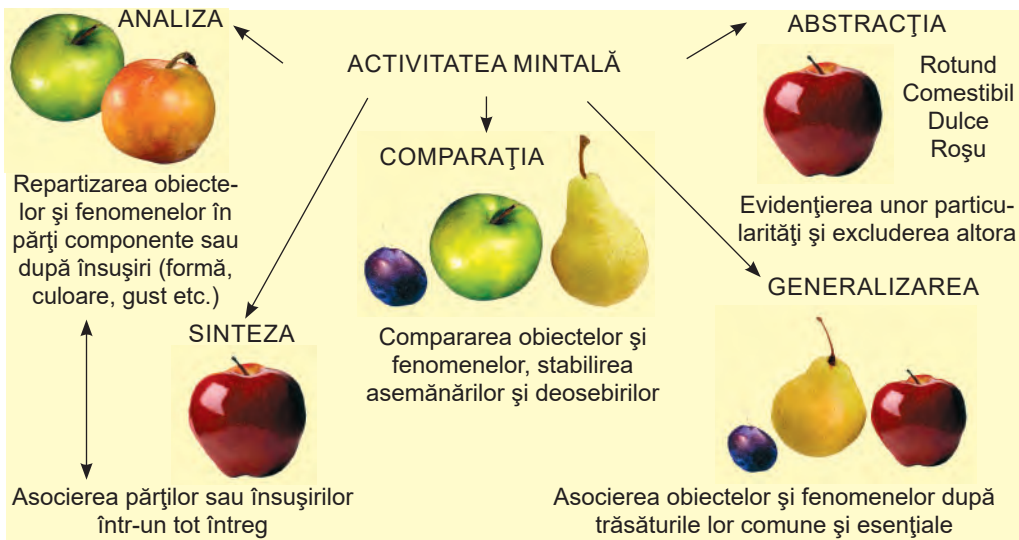 ANALIZA
Repartizarea obiecte-
lor şi fenomenelor în
părţi componente sau
după însuşiri (formă,
culoare, gust etc.)
ACTIVITATEA MINTALĂ
ABSTRACŢIA
Rotund
Comestibil
Dulce
Roşu
Evidenţierea unor particu-
larităţi şi excluderea altora
COMPARAŢIA
Compararea obiectelor şi
fenomenelor, stabilirea
asemănărilor şi deosebirilor
SINTEZA
Asocierea părţilor sau însuşirilor
într-un tot întreg
GENERALIZAREA
Asocierea obiectelor şi fenomenelor după
trăsăturile lor comune şi esenţiale